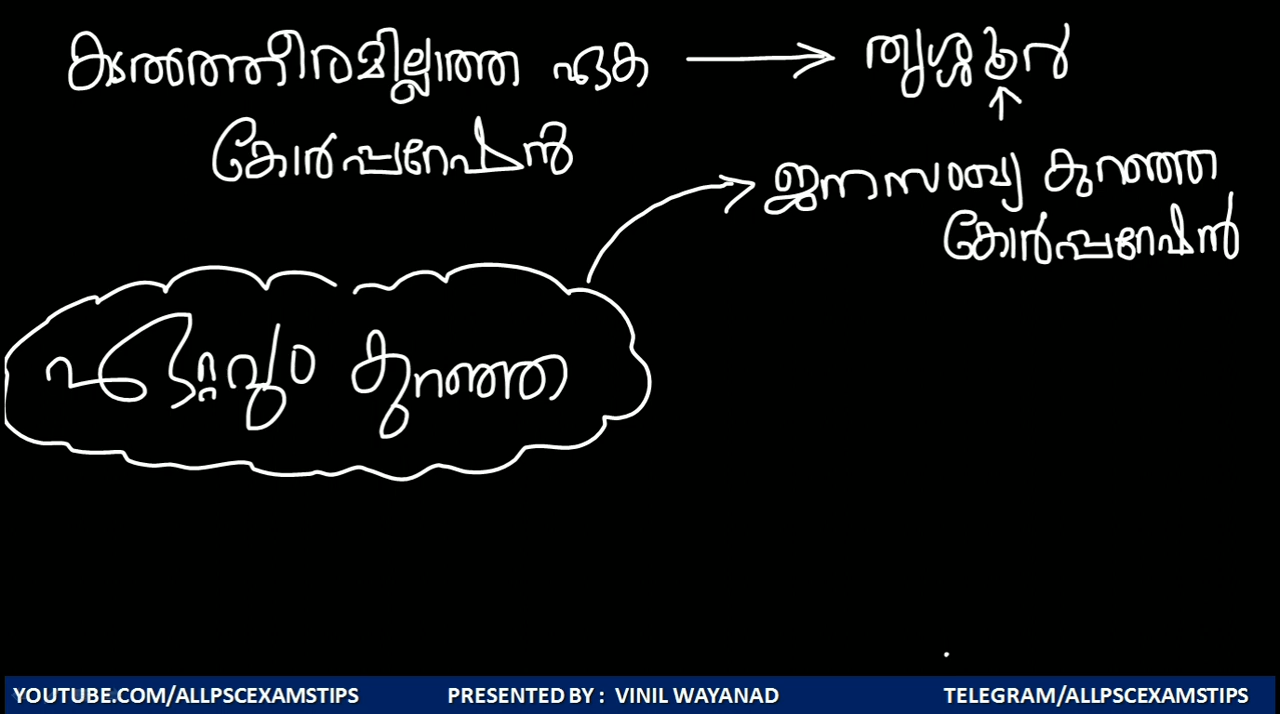 കടൽത്തീരമില്ലാത്ത ഏക → തൃശ്ശൂർ
കോർപ്പറേഷൻ
ജനസംഖ്യ കുറഞ്ഞ
കോർപ്പറേഷൻ
ഏറ്റവും കുറഞ്ഞ
YOUTUBE.COM/ALLPSCEXAMSTIPS PRESENTED BY : VINIL WAYANAD TELEGRAM/ALLPSCEXAMSTIPS